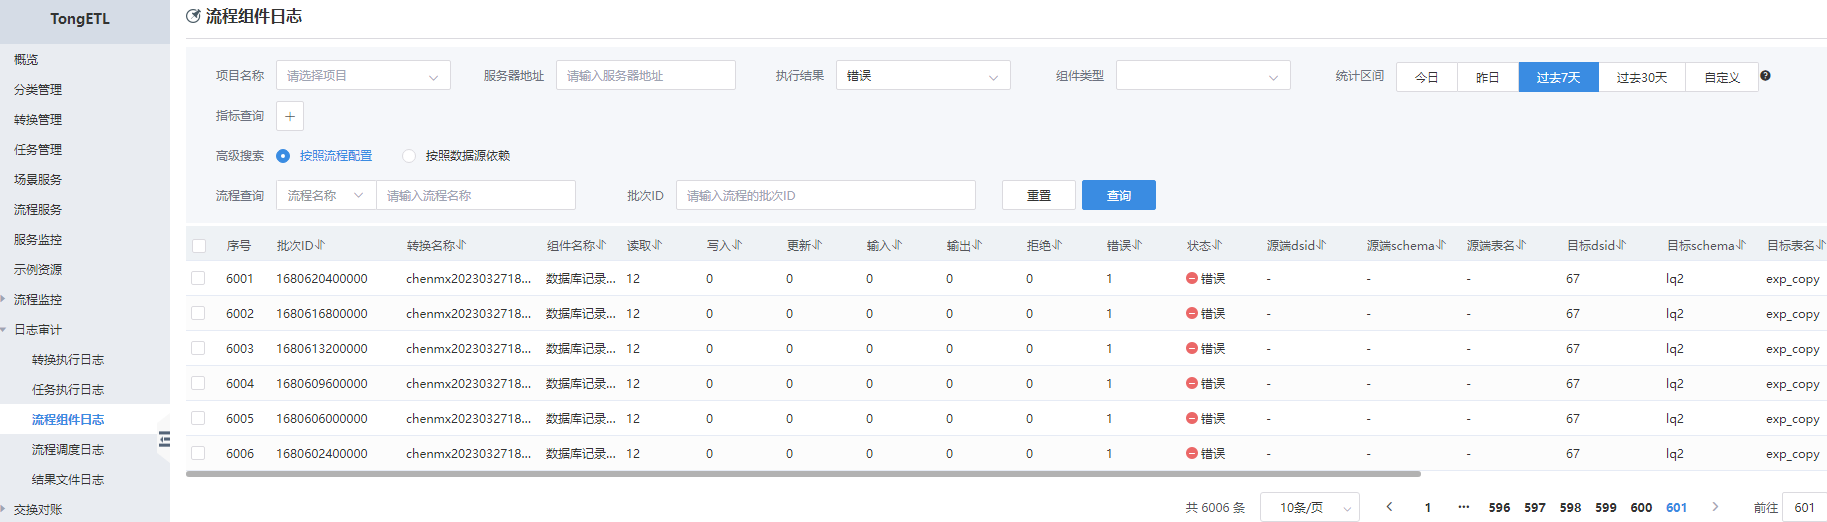 TongETL
概览
分类管理
转换管理
任务管理
场景服务
流程服务
服务监控
示例资源
流程监控
日志审计
转换执行日志
任务执行日志
流程组件日志
流程调度日志
结果文件日志
交换对账
流程组件日志
项目名称 请选择项目 服务器地址 请输入服务器地址 执行结果 错误 组件类型 统计区间 今日 昨日 过去7天 过去30天 自定义
指标查询 +
高级搜索 按照流程配置 按照数据源依赖
流程查询 流程名称 请输入流程名称 批次ID 请输入流程的批次ID 重置 查询
序号 批次ID 转换名称 组件名称 读取 写入 更新 输入 输出 拒绝 错误 状态 源端dsid 源端schema 源端表名 目标dsid 目标schema 目标表名
6001 1680620400000 chenmx2023032718... 数据库记录... 12 0 0 0 0 0 1 错误 - - - 67 lq2 exp_copy
6002 1680616800000 chenmx2023032718... 数据库记录... 12 0 0 0 0 0 1 错误 - - - 67 lq2 exp_copy
6003 1680613200000 chenmx2023032718... 数据库记录... 12 0 0 0 0 0 1 错误 - - - 67 lq2 exp_copy
6004 1680609600000 chenmx2023032718... 数据库记录... 12 0 0 0 0 0 1 错误 - - - 67 lq2 exp_copy
6005 1680606000000 chenmx2023032718... 数据库记录... 12 0 0 0 0 0 1 错误 - - - 67 lq2 exp_copy
6006 1680602400000 chenmx2023032718... 数据库记录... 12 0 0 0 0 0 1 错误 - - - 67 lq2 exp_copy
共 6006 条 10条/页 < 1 ··· 596 597 598 599 600 601 > 前往 601